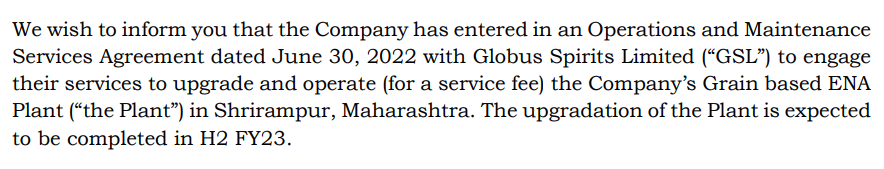 We wish to inform you that the Company has entered in an Operations and Maintenance
Services Agreement dated June 30, 2022 with Globus Spirits Limited (“GSL”) to engage
their services to upgrade and operate (for a service fee) the Company’s Grain based ENA
Plant (“the Plant”) in Shrirampur, Maharashtra. The upgradation of the Plant is expected
to be completed in H2 FY23.